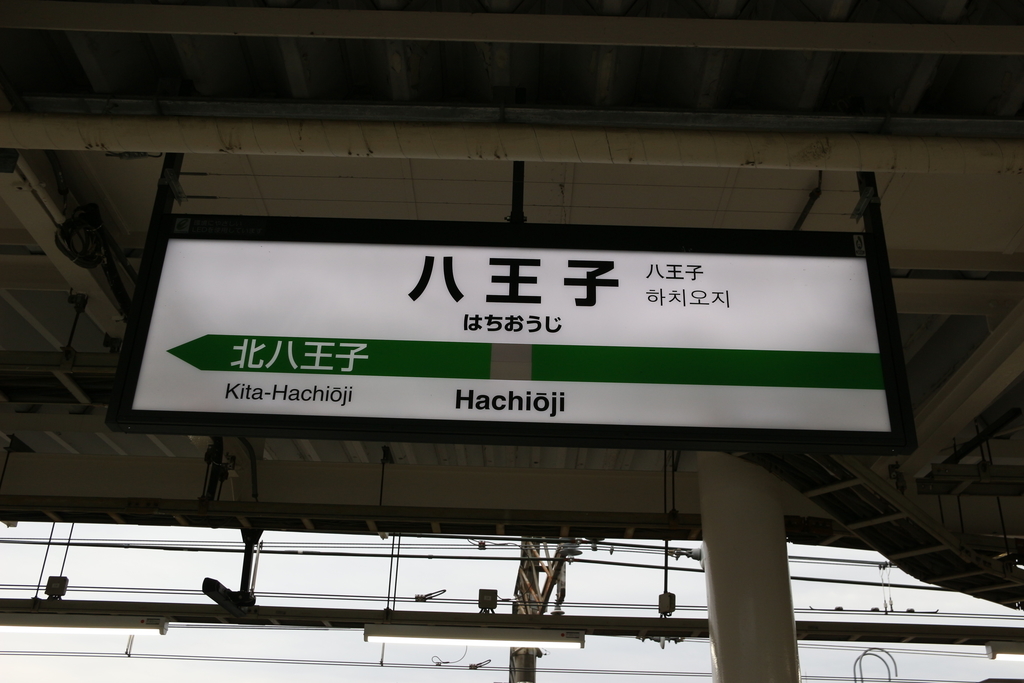 八王子
八王子
하치오지
はちおうじ
北八王子
Kita-Hachiōji
Hachiōji